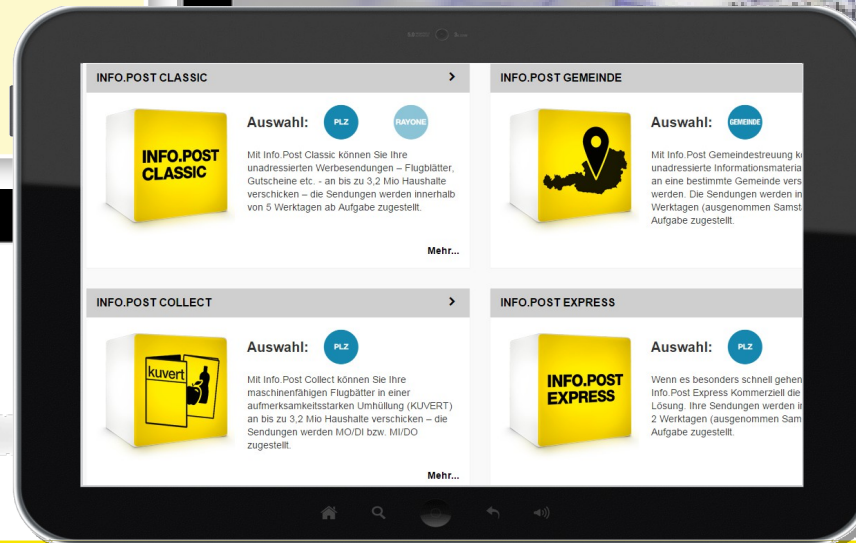 INFO.POST CLASSIC
INFO.POST
CLASSIC
Auswahl:
PLZ
RAYONE
Mit Info.Post Classic können Sie Ihre
unadressierten Werbesendungen – Flugblätter,
Gutscheine etc. - an bis zu 3,2 Mio Haushalte
verschicken – die Sendungen werden innerhalb
von 5 Werktagen ab Aufgabe zugestellt.
Mehr...
INFO.POST GEMEINDE
Auswahl:
GEMEINDE
Mit Info.Post Gemeindestreuung
unadressierte
an eine bestimmte Gemeinde
werden. Die Sendungen werden
Werktagen (ausgenommen
Aufgabe zugestellt.
INFO.POST COLLECT
kuvert
Auswahl:
PLZ
Mit Info.Post Collect können Sie Ihre
maschinenfähigen Flugbätter in einer
aufmerksamkeitsstarken Umhüllung (KUVERT)
an bis zu 3,2 Mio Haushalte verschicken – die
Sendungen werden MO/DI bzw. MI/DO
zugestellt.
Mehr...
INFO.POST EXPRESS
INFO.POST
EXPRESS
Auswahl:
PLZ
Wenn es besonders schnell gehen
Info.Post Express Kommerziell die
Lösung. Ihre Sendungen werden
2 Werktagen (ausgenommen
Aufgabe zugestellt.